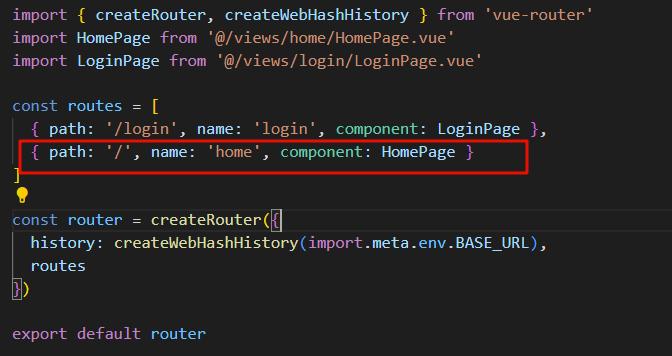 import { createRouter, createWebHashHistory } from 'vue-router'
import HomePage from '@/views/home/HomePage.vue'
import LoginPage from '@/views/login/LoginPage.vue'

const routes = [
  { path: '/login', name: 'login', component: LoginPage },
  { path: '/', name: 'home', component: HomePage }
]

const router = createRouter({
  history: createWebHashHistory(import.meta.env.BASE_URL),
  routes
})

export default router